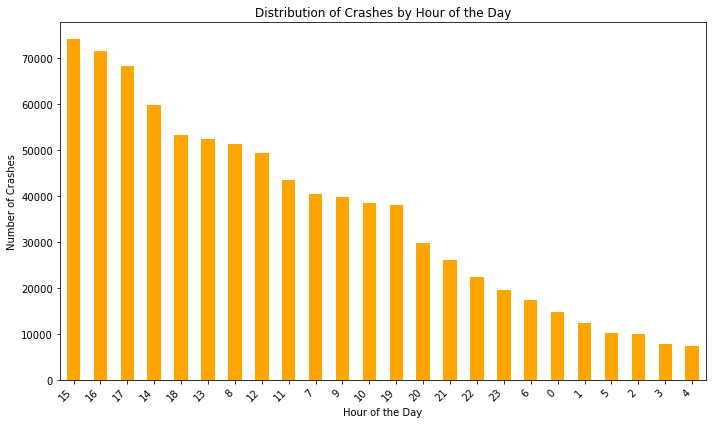 Distribution of Crashes by Hour of the Day
Number of Crashes
70000
60000
50000
40000
30000
20000
10000
0
15 16 17 14 18 13 8 12 11 7 9 10 19 20 21 22 23 6 0 1 5 2 3 4
Hour of the Day